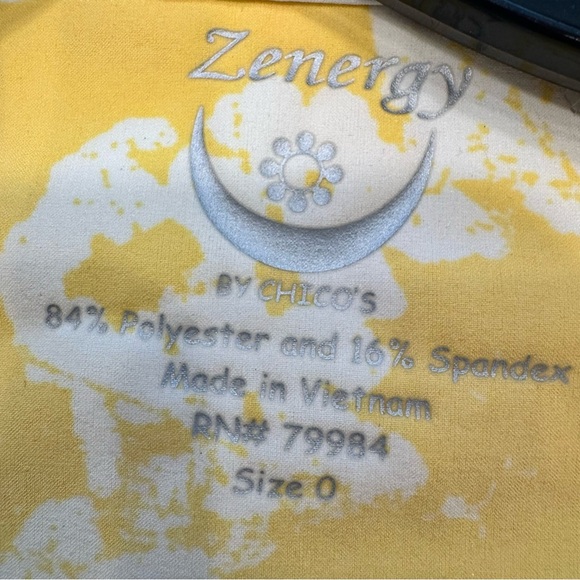 Zenergy
BY CHICO'S
84% Polyester and 16% Spandex
Made in Vietnam
RN# 79984
Size 0